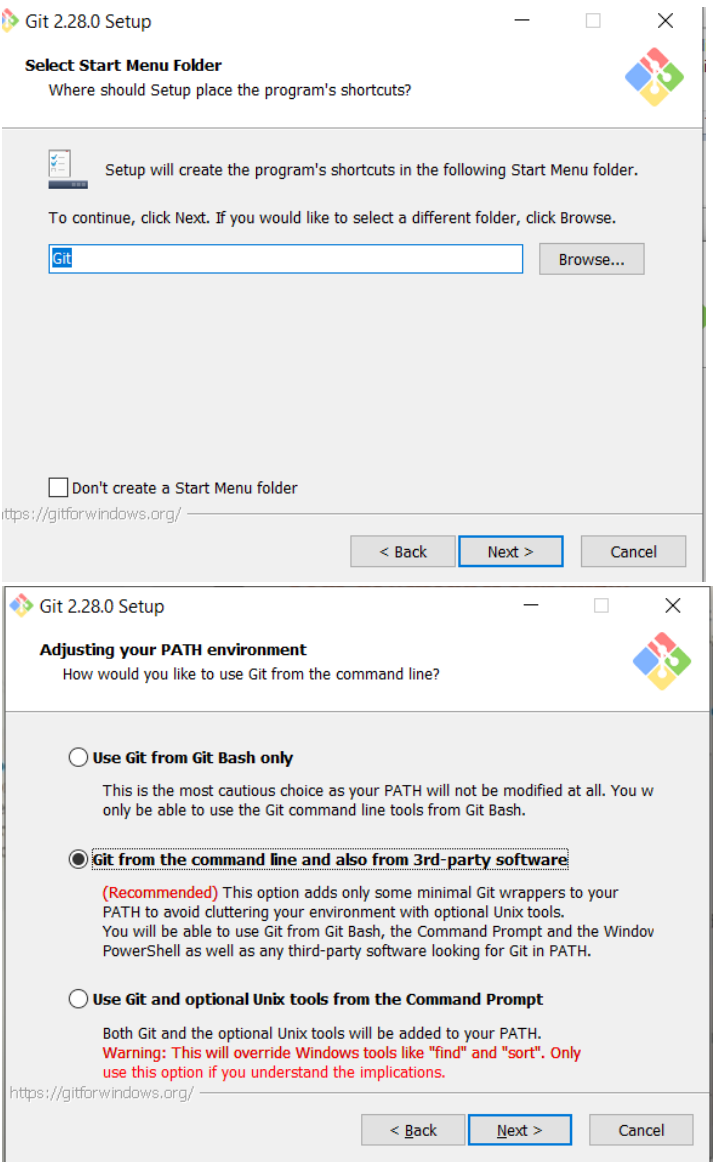 Git 2.28.0 Setup
Select Start Menu Folder
Where should Setup place the program's shortcuts?
Setup will create the program's shortcuts in the following Start Menu folder.
To continue, click Next. If you would like to select a different folder, click Browse.
Git
Browse...
Don't create a Start Menu folder
ttps://gitforwindows.org/
< Back
Next >
Cancel
Git 2.28.0 Setup
Adjusting your PATH environment
How would you like to use Git from the command line?
Use Git from Git Bash only
This is the most cautious choice as your PATH will not be modified at all. You w
only be able to use the Git command line tools from Git Bash.
Git from the command line and also from 3rd-party software
(Recommended) This option adds only some minimal Git wrappers to your
PATH to avoid cluttering your environment with optional Unix tools.
You will be able to use Git from Git Bash, the Command Prompt and the Window
PowerShell as well as any third-party software looking for Git in PATH.
Use Git and optional Unix tools from the Command Prompt
Both Git and the optional Unix tools will be added to your PATH.
Warning: This will override Windows tools like "find" and "sort". Only
use this option if you understand the implications.
https://gitforwindows.org/
< Back
Next >
Cancel